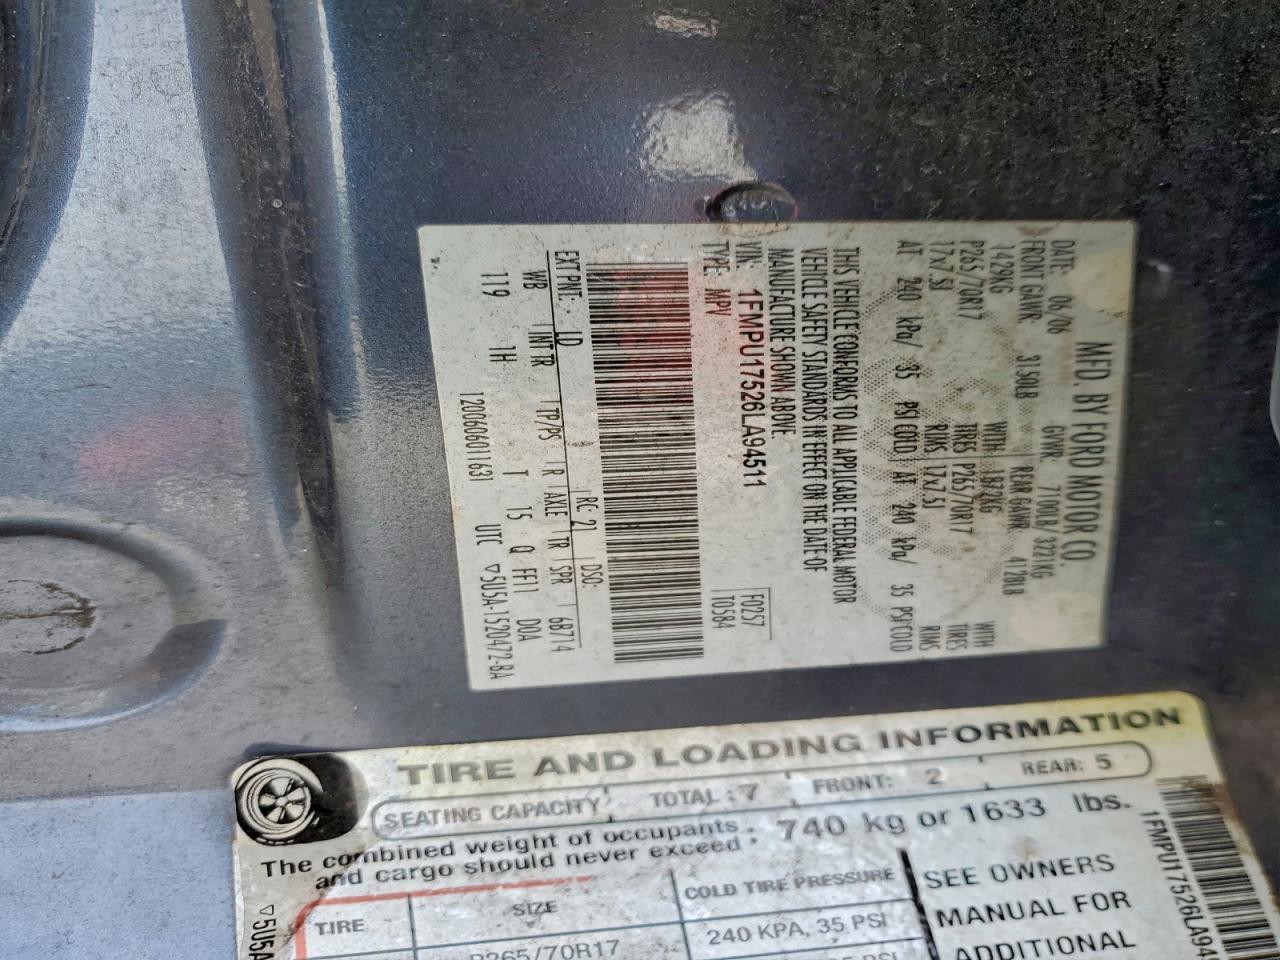 MFD. BY FORD MOTOR CO
DATE: 06/06 GVWR: 7100LB 3221KG
FRONT GAWR: 3150LB REAR GAWR: 4128LB
1429KG WITH 1872KG WITH
P265/70R17 TIRES P265/70R17 TIRES
17x7.5J RIMS 17x7.5J RIMS
AT 240 kPa/ 35 PSI COLD AT 240 kPa/ 35 PSI COLD
THIS VEHICLE CONFORMS TO ALL APPLICABLE FEDERAL MOTOR
VEHICLE SAFETY STANDARDS IN EFFECT ON THE DATE OF
MANUFACTURE SHOWN ABOVE.
VIN: 1FMPU17526LA94511 F0257
TYPE: MPV T0584
EXT PNT: LD RC: 21 DSO:
WB INT TR TP/PS R AXLE TR SPR 6B714
119 1H T 15 Q FF11 DOA
12006060111631 UTC ▽5U5A-1520472-BA
TIRE AND LOADING INFORMATION
SEATING CAPACITY TOTAL: 7 FRONT: 2 REAR: 5
The combined weight of occupants and cargo should never exceed: 740 kg or 1633 lbs.
TIRE SIZE COLD TIRE PRESSURE
P265/70R17 240 KPA, 35 PSI
SEE OWNERS
MANUAL FOR
ADDITIONAL
▽5U5A
1FMPU17526LA94